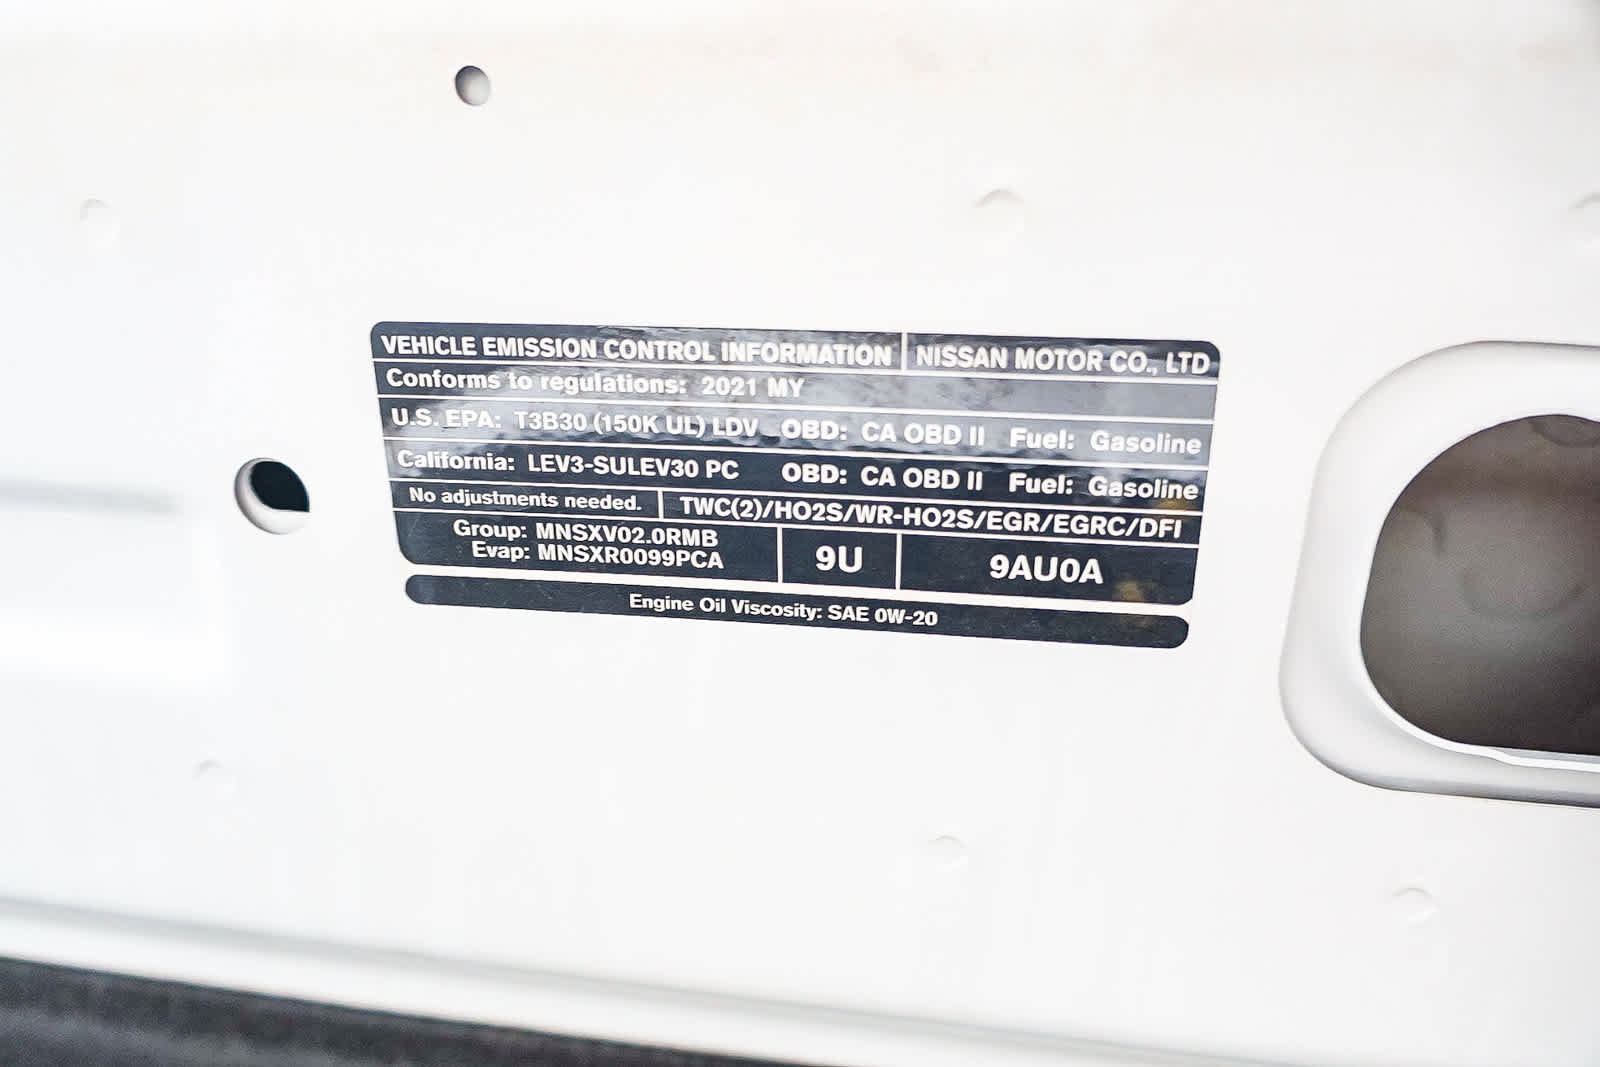 VEHICLE EMISSION CONTROL INFORMATION NISSAN MOTOR CO., LTD
Conforms to regulations: 2021 MY
U.S. EPA: T3B30 (150K UL) LDV OBD: CA OBD II Fuel: Gasoline
California: LEV3-SULEV30 PC OBD: CA OBD II Fuel: Gasoline
No adjustments needed. TWC(2)/HO2S/WR-HO2S/EGR/EGRC/DFI
Group: MNSXV02.0RMB
Evap: MNSXR0099PCA
9U
9AU0A
Engine Oil Viscosity: SAE 0W-20